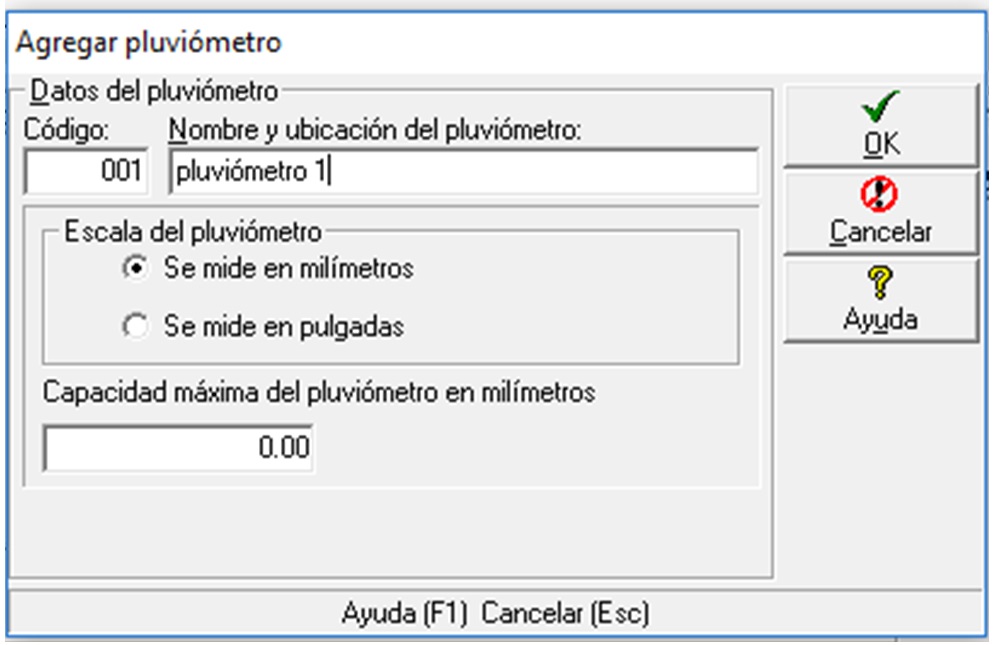 Agregar pluviómetro
Datos del pluviómetro
Código:
Nombre y ubicación del pluviómetro:
001
pluviómetro 1
Escala del pluviómetro
Se mide en milímetros
Se mide en pulgadas
Capacidad máxima del pluviómetro en milímetros
0.00
OK
Cancelar
Ayuda
Ayuda (F1) Cancelar (Esc)